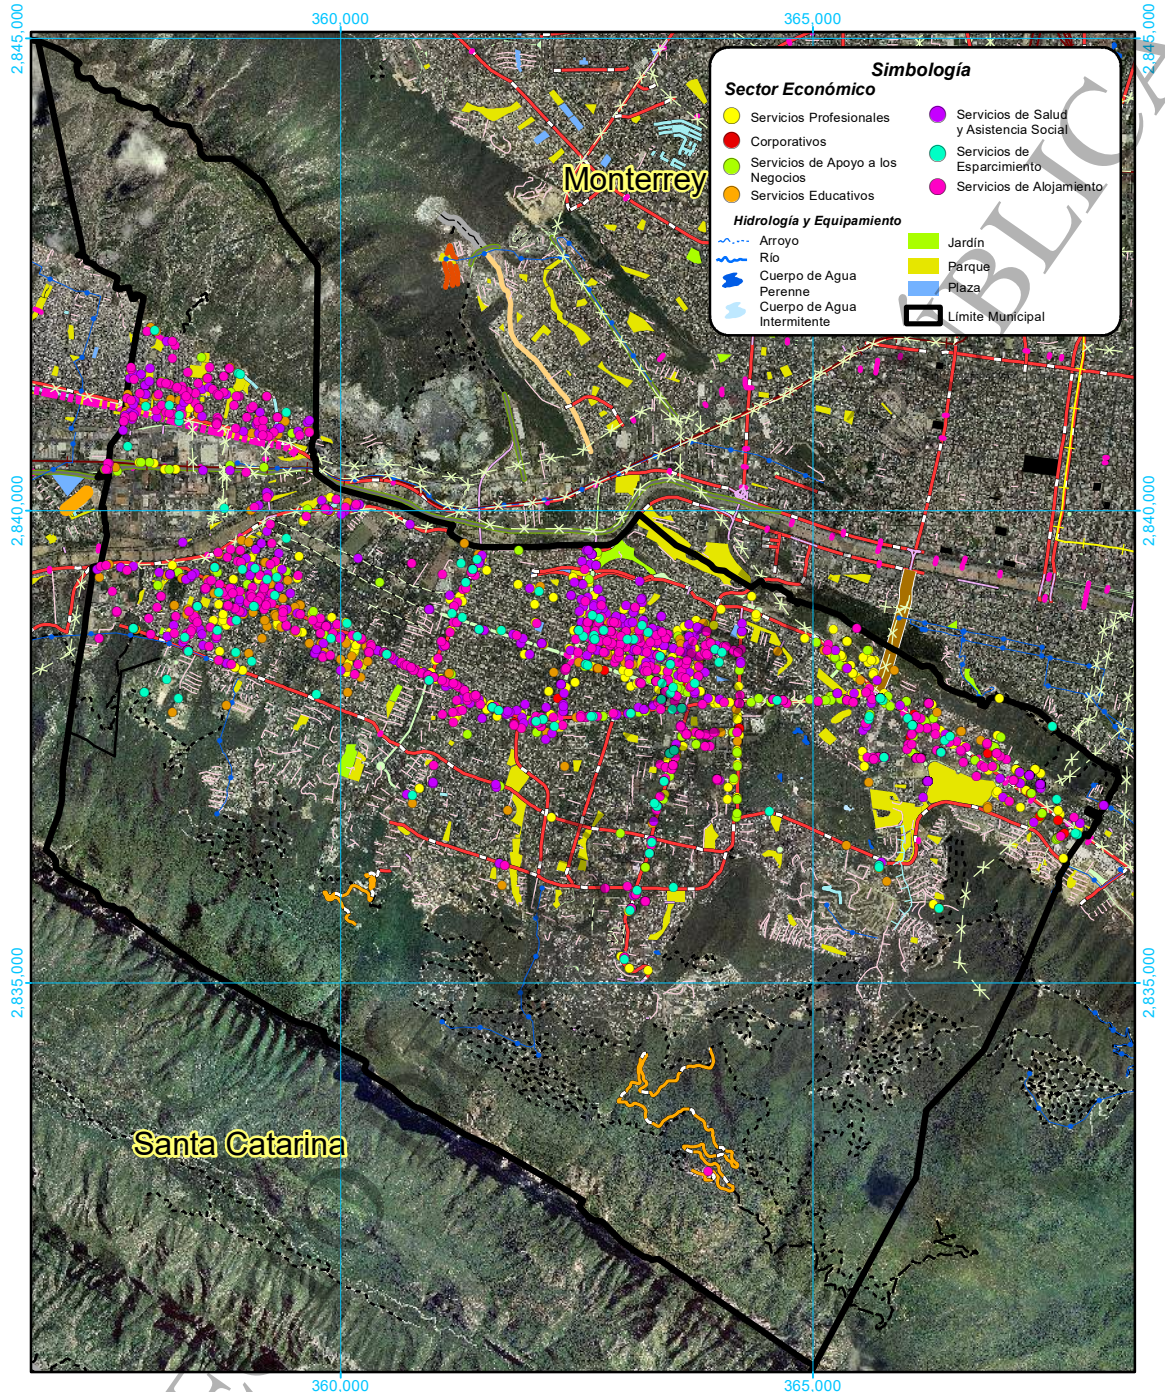 360,000
365,000
2,845,000
2,845,000
Simbología
Sector Económico
Servicios Profesionales
Corporativos
Servicios de Apoyo a los
Negocios
Servicios Educativos
Servicios de Salud
y Asistencia Social
Servicios de
Esparcimiento
Servicios de Alojamiento
Hidrología y Equipamiento
Arroyo
Río
Cuerpo de Agua
Perenne
Cuerpo de Agua
Intermitente
Jardín
Parque
Plaza
Límite Municipal
Monterrey
2,840,000
2,840,000
2,835,000
2,835,000
Santa Catarina
360,000
365,000